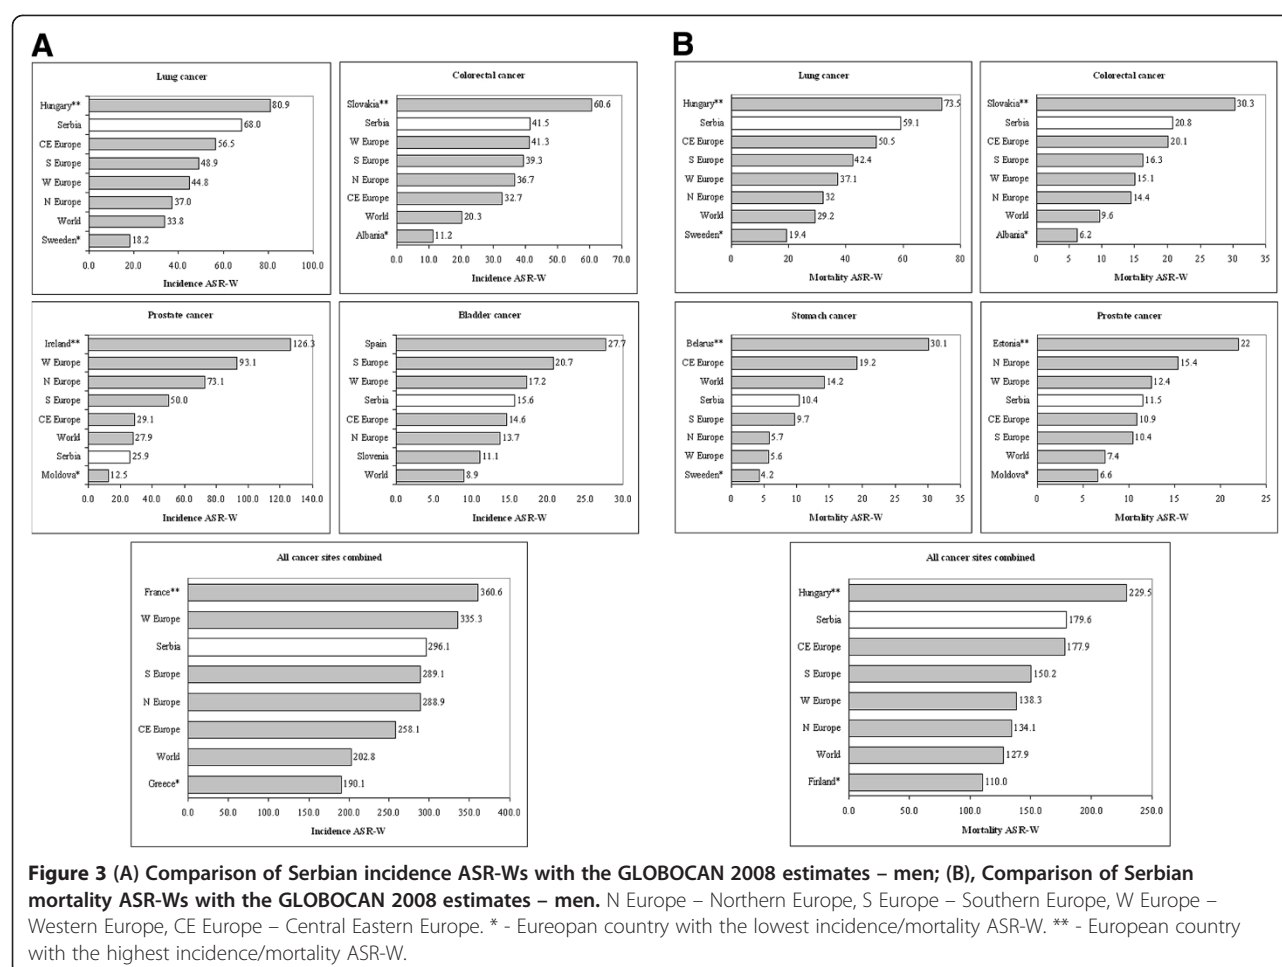 A
B
Lung cancer
Hungary** 80.9
Serbia 68.0
CE Europe 56.5
S Europe 48.9
W Europe 44.8
N Europe 37.0
World 33.8
Sweden* 18.2
0.0 20.0 40.0 60.0 80.0 100.0
Incidence ASR-W
Colorectal cancer
Slovakia** 60.6
Serbia 41.5
W Europe 41.3
S Europe 39.3
N Europe 36.7
CE Europe 32.7
World 20.3
Albania* 11.2
0.0 10.0 20.0 30.0 40.0 50.0 60.0 70.0
Incidence ASR-W
Lung cancer
Hungary** 73.5
Serbia 59.1
CE Europe 50.5
S Europe 42.4
W Europe 37.1
N Europe 32
World 29.2
Sweden* 19.4
0 20 40 60 80
Mortality ASR-W
Colorectal cancer
Slovakia** 30.3
Serbia 20.8
CE Europe 20.1
S Europe 16.3
W Europe 15.1
N Europe 14.4
World 9.6
Albania* 6.2
0 5 10 15 20 25 30 35
Mortality ASR-W
Prostate cancer
Ireland** 126.3
W Europe 93.1
N Europe 73.1
S Europe 50.0
CE Europe 29.1
World 27.9
Serbia 25.9
Moldova* 12.5
0.0 20.0 40.0 60.0 80.0 100.0 120.0 140.0
Incidence ASR-W
Bladder cancer
Spain 27.7
S Europe 20.7
W Europe 17.2
Serbia 15.6
CE Europe 14.6
N Europe 13.7
Slovenia 11.1
World 8.9
0.0 5.0 10.0 15.0 20.0 25.0 30.0
Incidence ASR-W
Stomach cancer
Belarus** 30.1
CE Europe 19.2
World 14.2
Serbia 10.4
S Europe 9.7
N Europe 5.7
W Europe 5.6
Sweden* 4.2
0 5 10 15 20 25 30 35
Mortality ASR-W
Prostate cancer
Estonia** 22
N Europe 15.4
W Europe 12.4
Serbia 11.5
CE Europe 10.9
S Europe 10.4
World 7.4
Moldova* 6.6
0 5 10 15 20 25
Mortality ASR-W
All cancer sites combined
France** 360.6
W Europe 335.3
Serbia 296.1
S Europe 289.1
N Europe 288.9
CE Europe 258.1
World 202.8
Greece* 190.1
0.0 50.0 100.0 150.0 200.0 250.0 300.0 350.0 400.0
Incidence ASR-W
All cancer sites combined
Hungary** 229.5
Serbia 179.6
CE Europe 177.9
S Europe 150.2
W Europe 138.3
N Europe 134.1
World 127.9
Finland* 110.0
0.0 50.0 100.0 150.0 200.0 250.0
Mortality ASR-W
Figure 3 (A) Comparison of Serbian incidence ASR-Ws with the GLOBOCAN 2008 estimates – men; (B), Comparison of Serbian
mortality ASR-Ws with the GLOBOCAN 2008 estimates – men. N Europe – Northern Europe, S Europe – Southern Europe, W Europe –
Western Europe, CE Europe – Central Eastern Europe. * - Eureopan country with the lowest incidence/mortality ASR-W. ** - European country
with the highest incidence/mortality ASR-W.